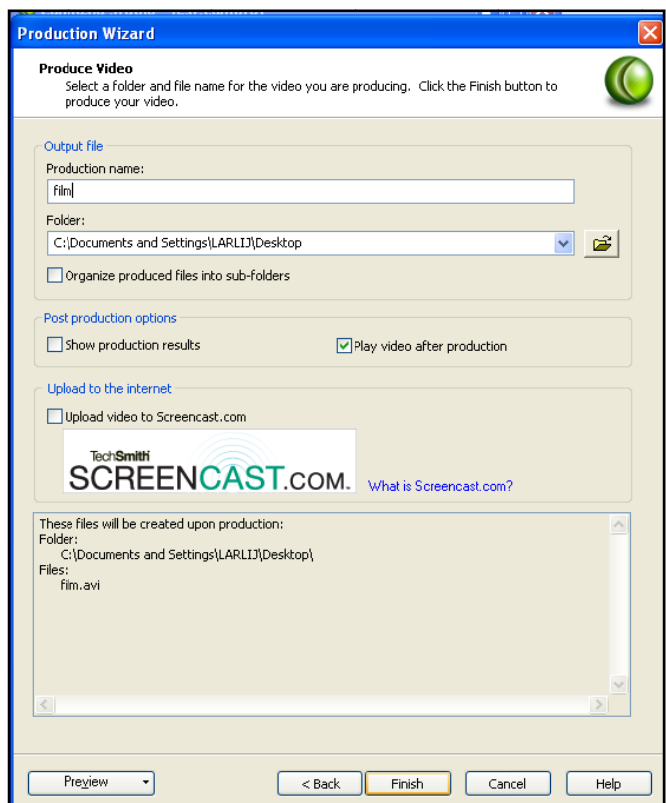 Production Wizard
Produce Video
Select a folder and file name for the video you are producing. Click the Finish button to
produce your video.
Output file
Production name:
film
Folder:
C:\Documents and Settings\LARLIJ\Desktop
Organize produced files into sub-folders
Post production options
Show production results
Play video after production
Upload to the internet
Upload video to Screencast.com
TechSmith
SCREENCAST.COM.
What is Screencast.com?
These files will be created upon production:
Folder:
C:\Documents and Settings\LARLIJ\Desktop\
Files:
film.avi
Preview
< Back
Finish
Cancel
Help